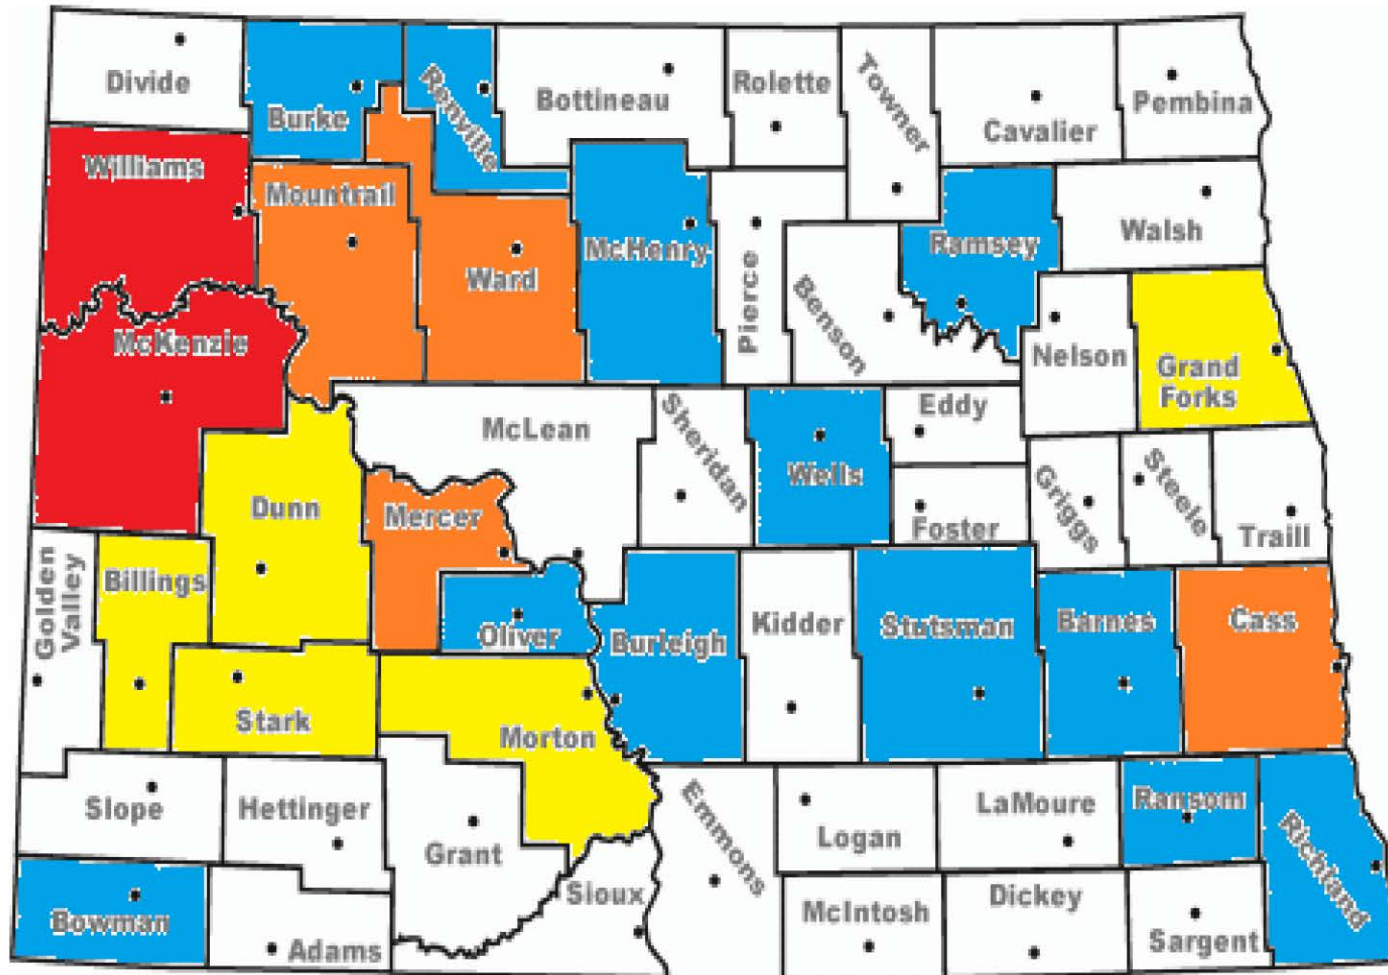 Divide
Burke
Renville
Bottineau
Rolette
Towner
Cavalier
Pembina
Williams
Mountrail
Ward
McHenry
Pierce
Benson
Ramsey
Walsh
McKenzie
Nelson
Grand
Forks
McLean
Sheridan
Wells
Eddy
Foster
Griggs
Steele
Traill
Dunn
Mercer
Golden
Valley
Billings
Oliver
Burleigh
Kidder
Stutsman
Barnes
Cass
Stark
Morton
Slope
Hettinger
Grant
Emmons
Logan
LaMoure
Ransom
Richland
Bowman
Adams
Sioux
McIntosh
Dickey
Sargent